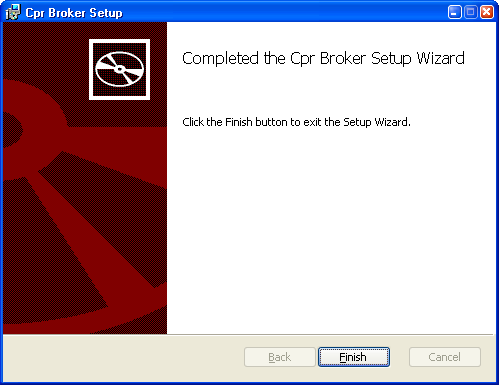 Cpr Broker Setup
Completed the Cpr Broker Setup Wizard
Click the Finish button to exit the Setup Wizard.
Back
Finish
Cancel